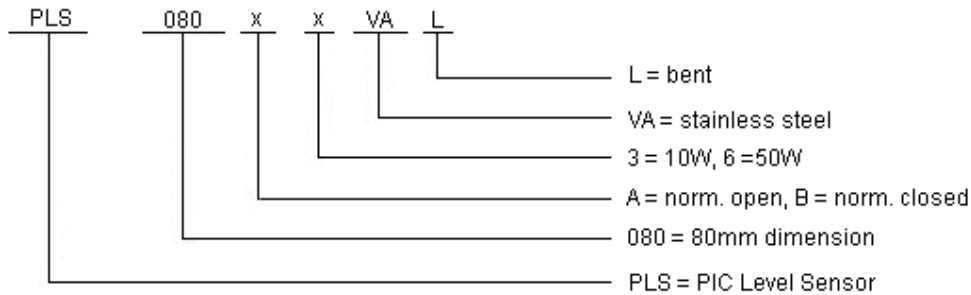 PLS 080 x x VA L
L = bent
VA = stainless steel
3 = 10W, 6 =50W
A = norm. open, B = norm. closed
080 = 80mm dimension
PLS = PIC Level Sensor